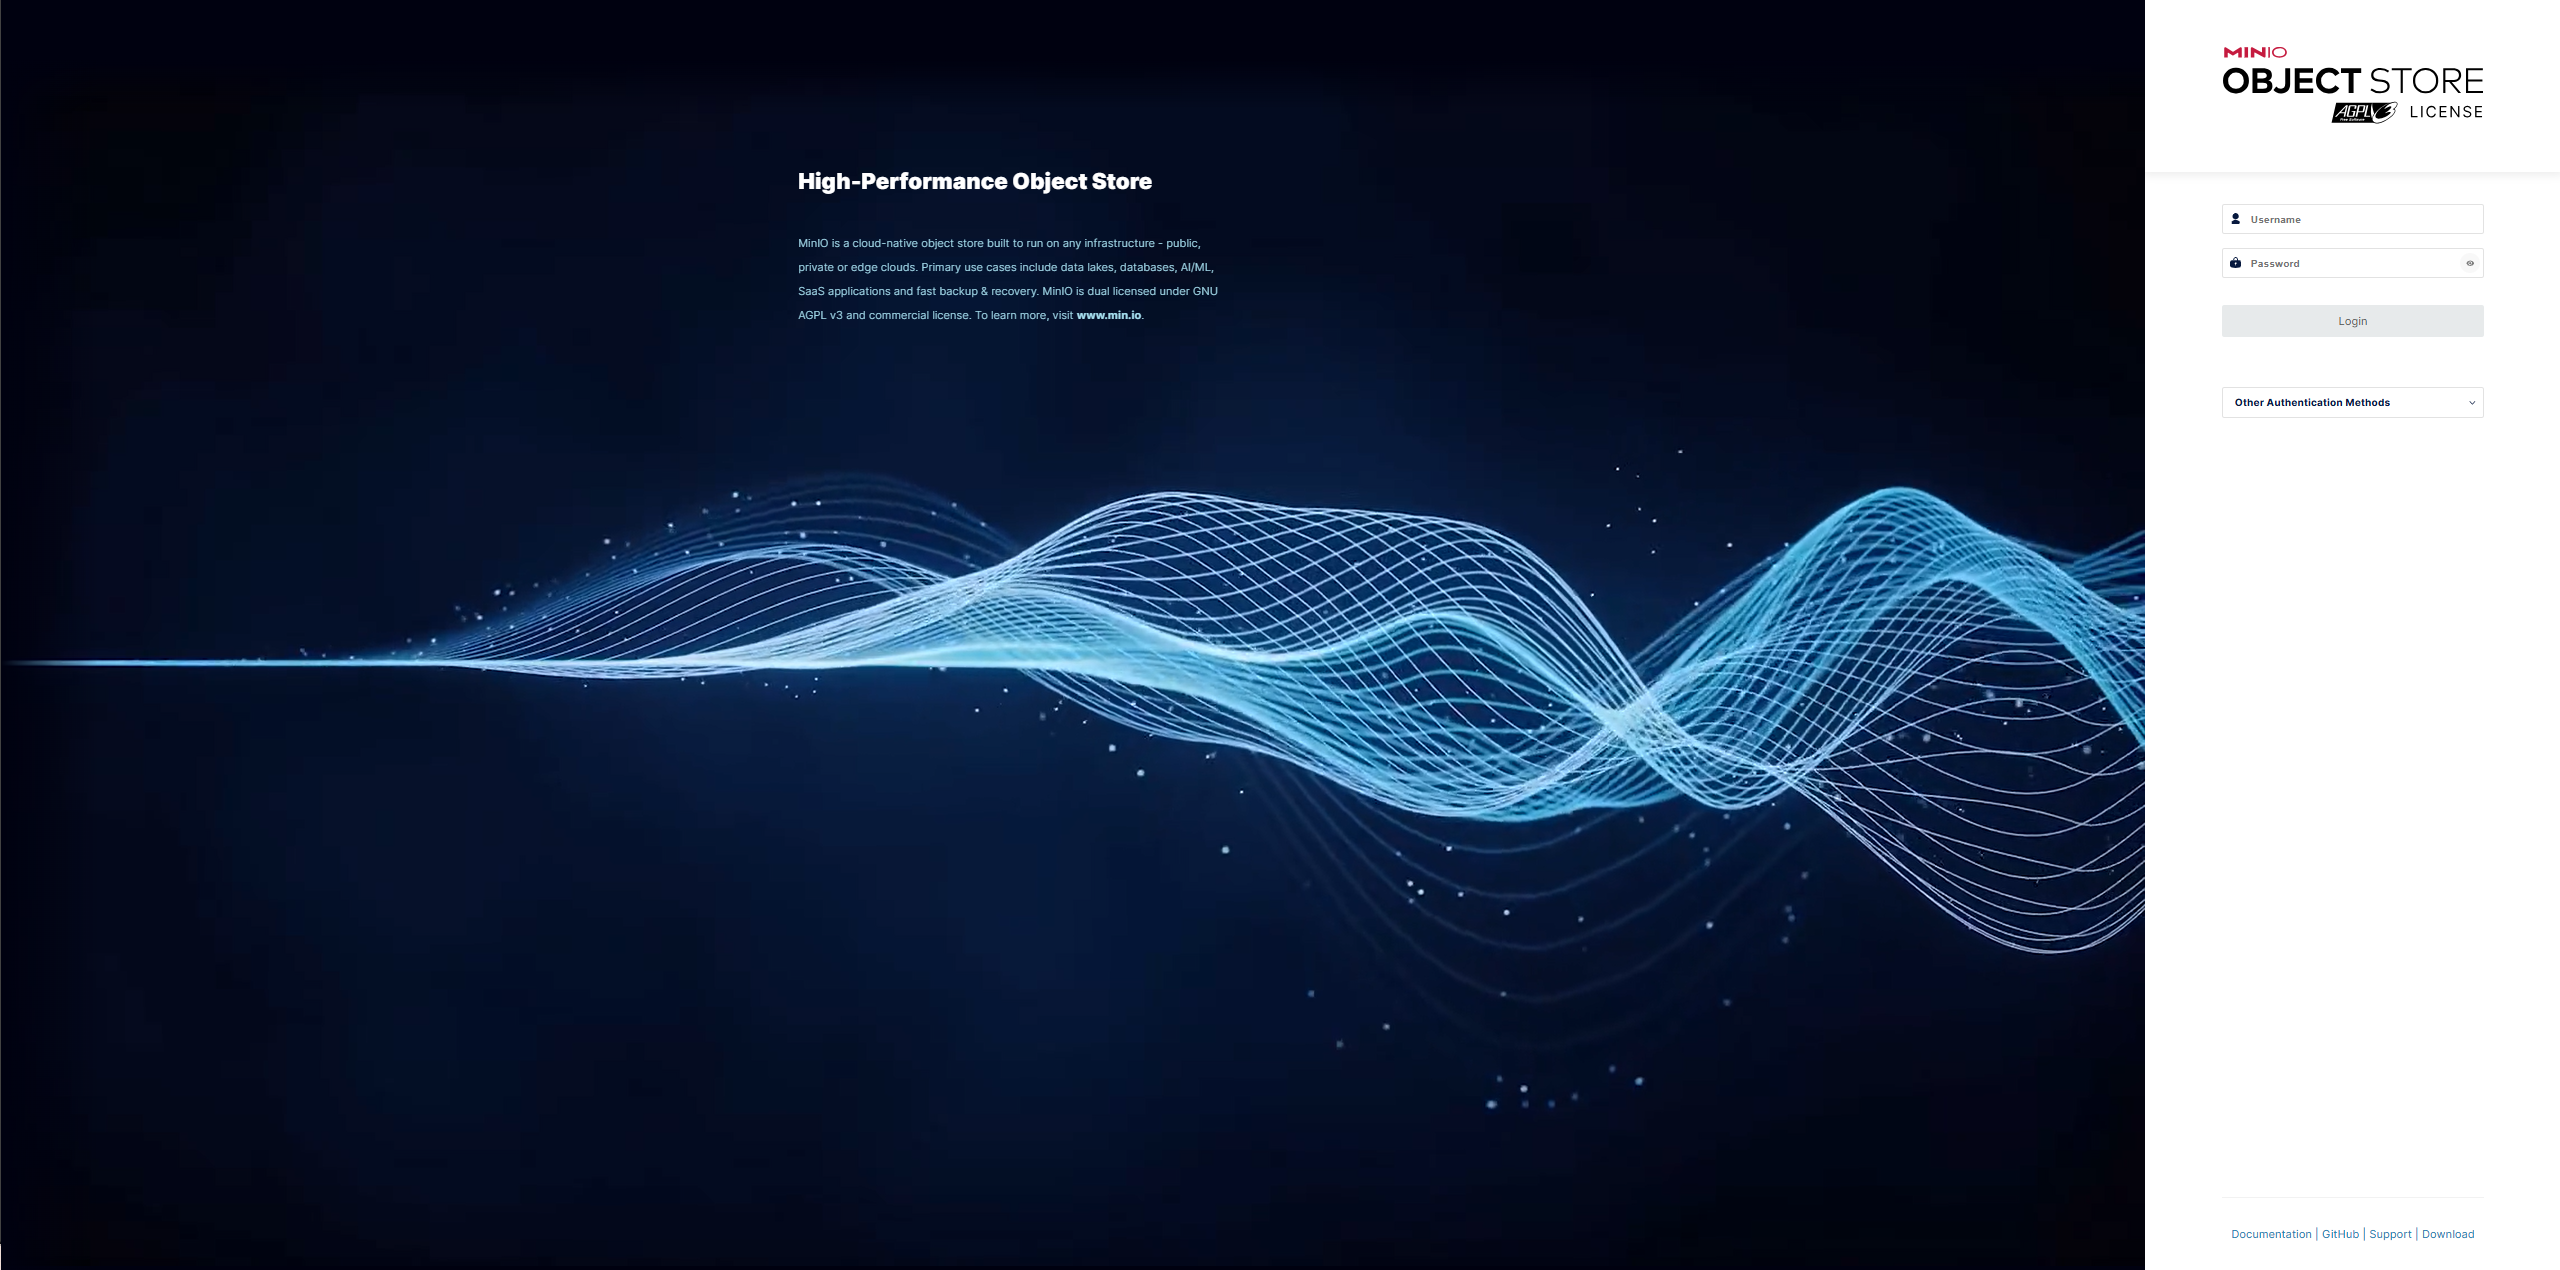 High-Performance Object Store
MinIO is a cloud-native object store built to run on any infrastructure - public,
private or edge clouds. Primary use cases include data lakes, databases, AI/ML,
SaaS applications and fast backup & recovery. MinIO is dual licensed under GNU
AGPL v3 and commercial license. To learn more, visit www.min.io.
MINIO
OBJECT STORE
AGPLv3 LICENSE
Free Software
Username
Password
Login
Other Authentication Methods
Documentation | GitHub | Support | Download